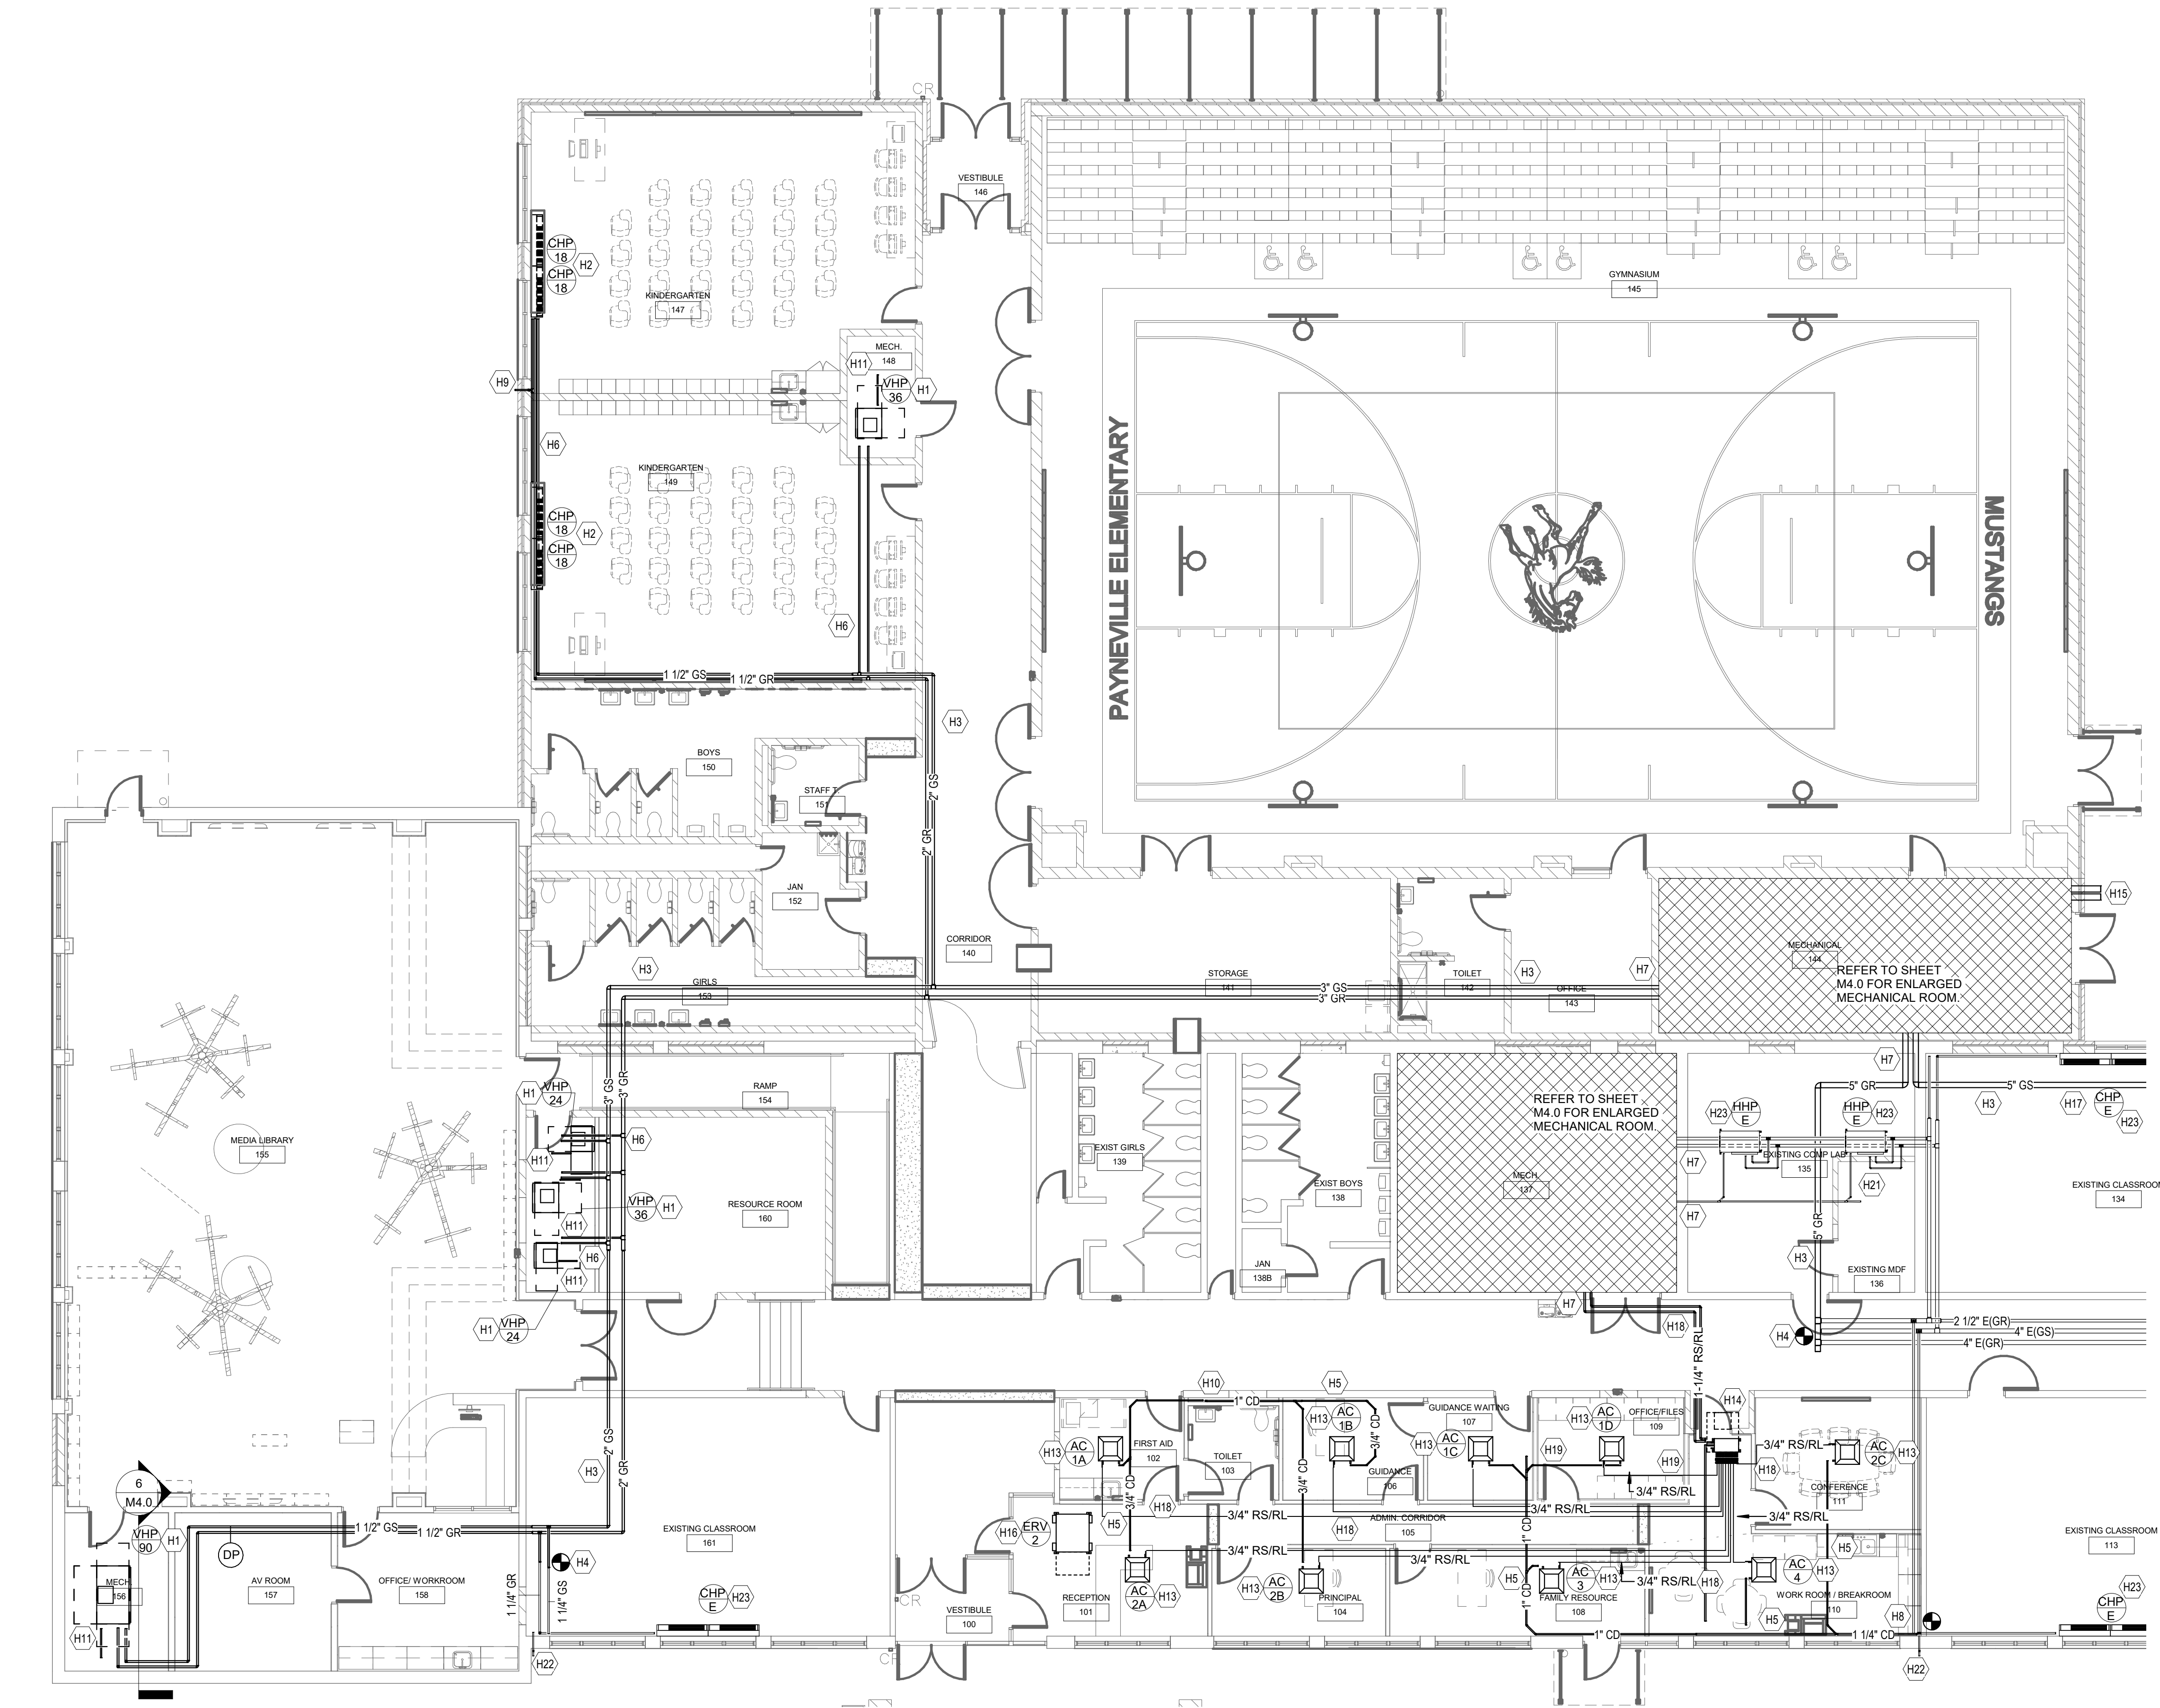 CR
VESTIBULE
146
CHP
18
H2
CHP
18
KINDERGARTEN
147
GYMNASIUM
145
MECH.
148
H11
VHP
36
H1
H9
H6
KINDERGARTEN
149
CHP
18
H2
CHP
18
H6
PAYNEVILLE ELEMENTARY
MUSTANGS
1 1/2" GS
1 1/2" GR
H3
BOYS
150
STAFF T.
151
2" GS
2" GR
JAN
152
CORRIDOR
140
H3
GIRLS
153
STORAGE
141
3" GS
3" GR
TOILET
142
H3
OFFICE
143
H7
MECHANICAL
144
REFER TO SHEET
M4.0 FOR ENLARGED
MECHANICAL ROOM.
H15
H7
5" GR
5" GS
H3
H17
CHP
E
H23
H1
VHP
24
3" GS
3" GR
RAMP
154
REFER TO SHEET
M4.0 FOR ENLARGED
MECHANICAL ROOM.
H23
HHP
E
HHP
E
H23
MEDIA LIBRARY
155
H11
H6
EXIST GIRLS
139
H7
EXISTING COMP LAB
135
MECH.
137
EXIST BOYS
138
H21
EXISTING CLASSROOM
134
VHP
36
H1
H11
RESOURCE ROOM
160
H7
5" GR
H6
H11
JAN
138B
H3
EXISTING MDF
136
H1
VHP
24
H7
H18
H4
2 1/2" E(GR)
4" E(GS)
4" E(GR)
1-1/4" RS/RL
H10
H5
1" CD
H13
AC
1B
3/4" CD
GUIDANCE WAITING
107
H13
AC
1C
H13
AC
1D
OFFICE/FILES
109
H14
H13
AC
1A
FIRST AID
102
TOILET
103
GUIDANCE
106
H19
H19
3/4" RS/RL
AC
2C
H13
H18
2" GS
2" GR
H3
6
M4.0
3/4" CD
3/4" CD
H18
H5
3/4" RS/RL
CONFERENCE
111
3/4" RS/RL
3/4" RS/RL
3/4" RS/RL
ADMIN. CORRIDOR
105
H18
1" CD
VHP
90
H1
DP
1 1/2" GS
1 1/2" GR
H4
EXISTING CLASSROOM
161
H16
ERV
2
3/4" RS/RL
3/4" RS/RL
H5
EXISTING CLASSROOM
113
MECH.
156
AV ROOM
157
OFFICE/ WORKROOM
158
1 1/4" GR
1 1/4" GS
CHP
E
H23
RECEPTION
101
AC
2A
H13
H13
AC
2B
PRINCIPAL
104
H5
AC
3
H13
3/4" RS/RL
H18
AC
4
H13
FAMILY RESOURCE
108
WORK ROOM / BREAKROOM
110
H5
H8
H23
CHP
E
H11
CR
VESTIBULE
100
1" CD
1" CD
1 1/4" CD
H22
CR
H22